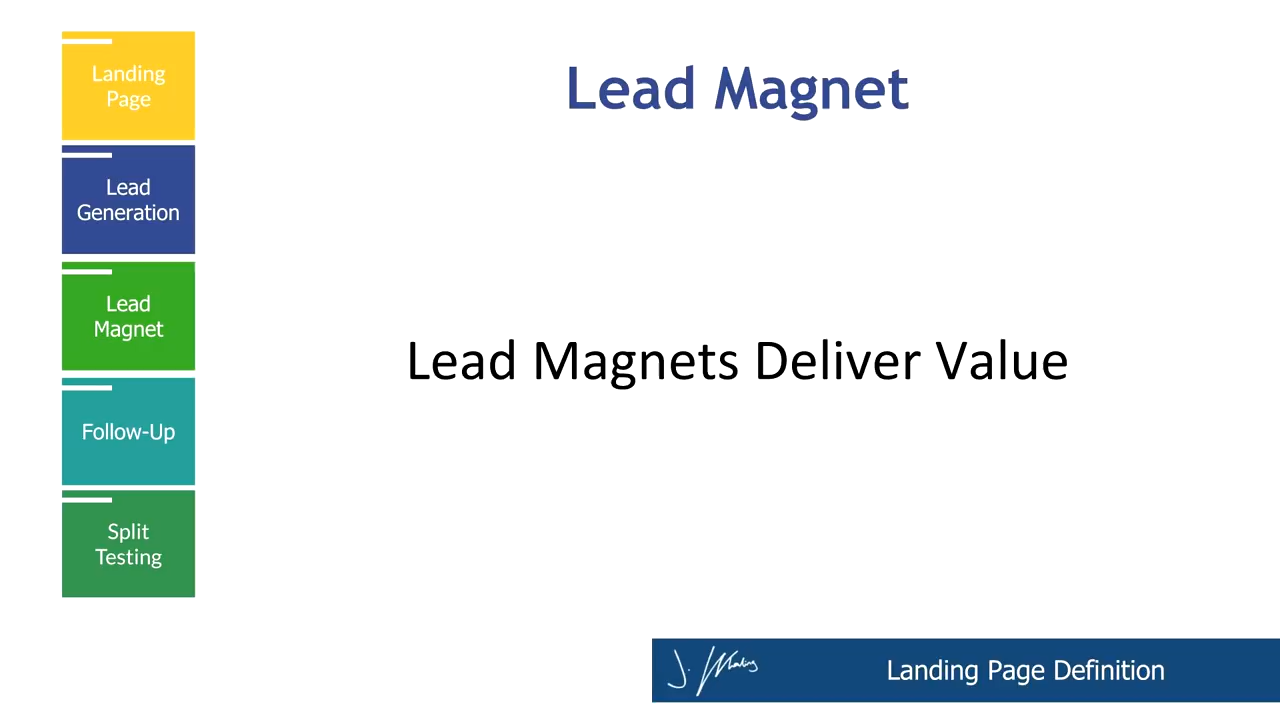 Landing
Page
Lead
Generation
Lead
Magnet
Follow-Up
Split
Testing
Lead Magnet
Lead Magnets Deliver Value
Landing Page Definition